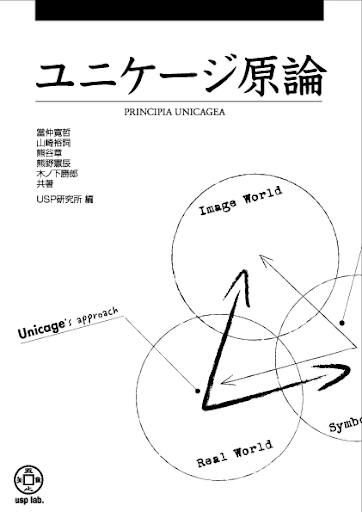 ユニケージ原論
PRINCIPIA UNICAGEA
當仲寛哲
山崎裕詞
熊谷章
熊野憲辰
木ノ下勝郎
共著
USP研究所 編
Image World
Unicage's approach
Real World
Symbo
usp lab.